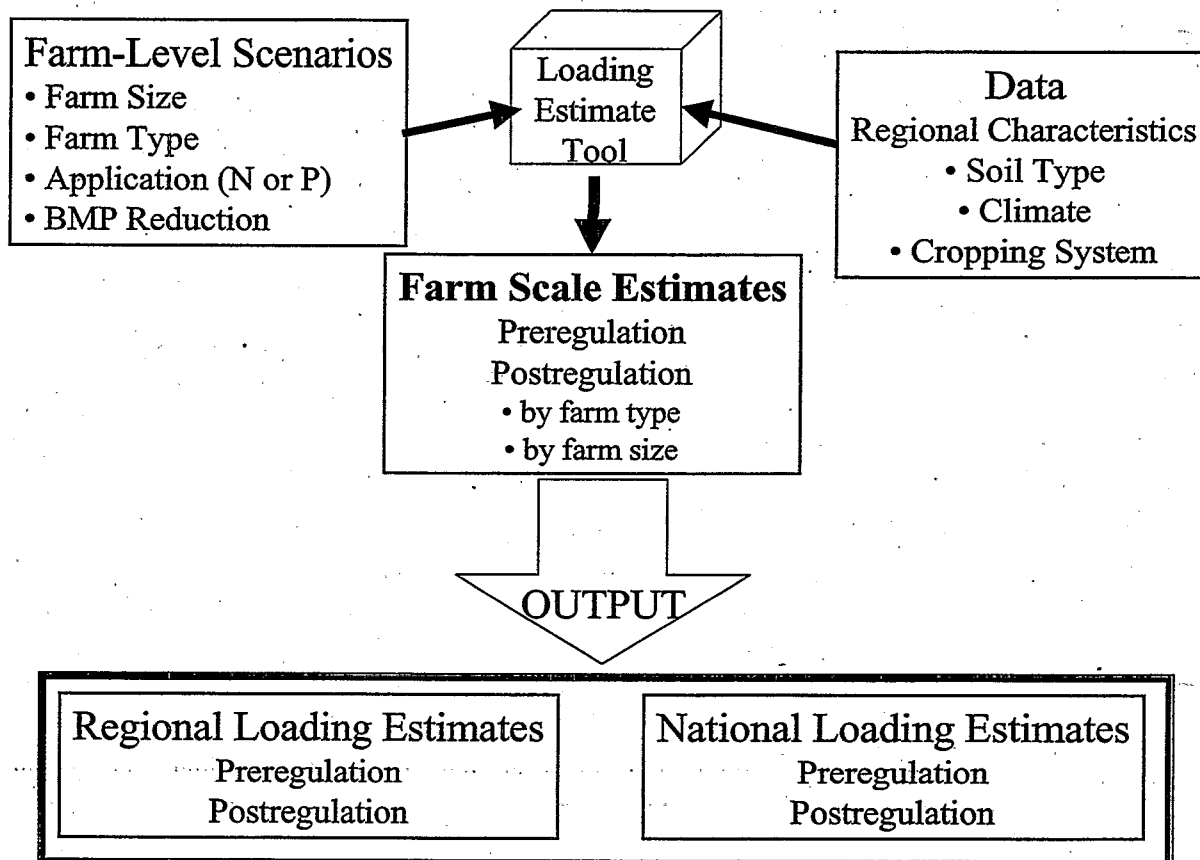 Farm-Level Scenarios
• Farm Size
• Farm Type
• Application (N or P)
• BMP Reduction
Loading
Estimate
Tool
Data
Regional Characteristics
• Soil Type
• Climate
• Cropping System
Farm Scale Estimates
Preregulation
Postregulation
• by farm type
• by farm size
OUTPUT
Regional Loading Estimates
Preregulation
Postregulation
National Loading Estimates
Preregulation
Postregulation